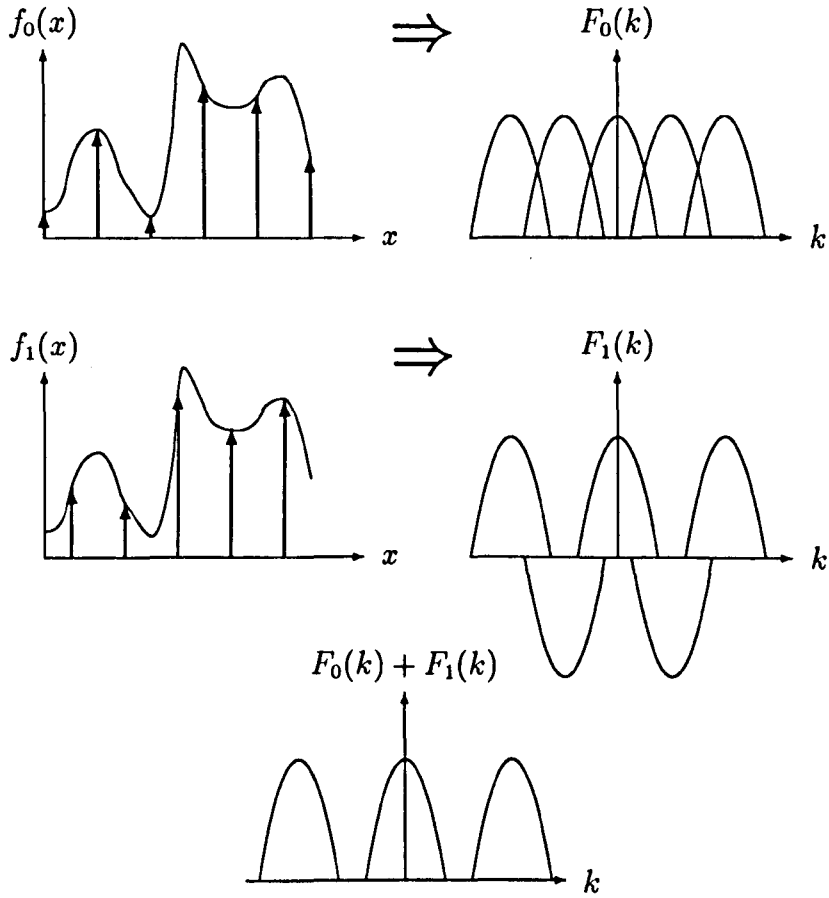 f₀(x) ⇒ F₀(k)
x k
f₁(x) ⇒ F₁(k)
x k
F₀(k) + F₁(k)
k